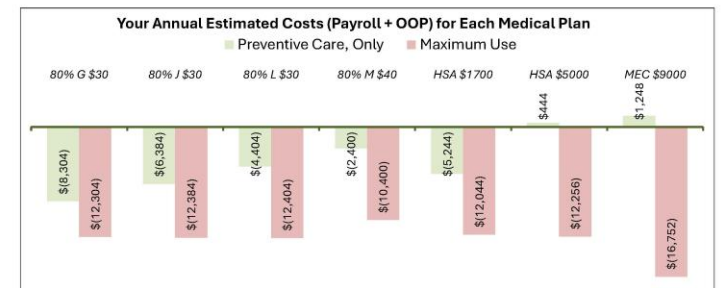 Your Annual Estimated Costs (Payroll + OOP) for Each Medical Plan
Preventive Care, Only Maximum Use
80% G $30 80% J $30 80% L $30 80% M $40 HSA $1700 HSA $5000 MEC $9000
$(8,304) $(12,304) $(6,384) $(12,384) $(4,404) $(12,404) $(2,400) $(10,400) $(5,244) $(12,044) $444 $(12,256) $1,248 $(16,752)